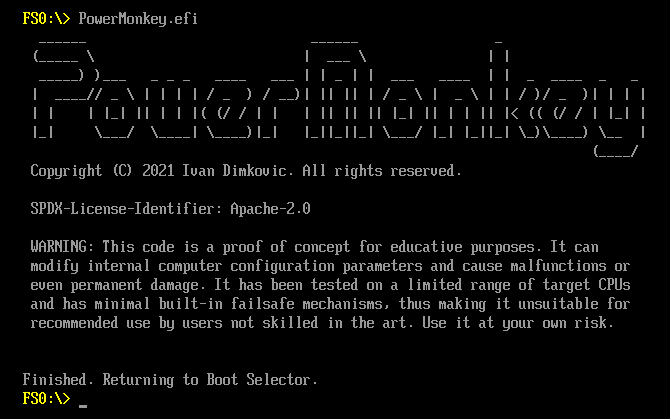 FS0:\> PowerMonkey.efi
PowerMonkey
Copyright (C) 2021 Ivan Dimkovic. All rights reserved.
SPDX-License-Identifier: Apache-2.0
WARNING: This code is a proof of concept for educative purposes. It can
modify internal computer configuration parameters and cause malfunctions or
even permanent damage. It has been tested on a limited range of target CPUs
and has minimal built-in failsafe mechanisms, thus making it unsuitable for
recommended use by users not skilled in the art. Use it at your own risk.
Finished. Returning to Boot Selector.
FS0:\> _